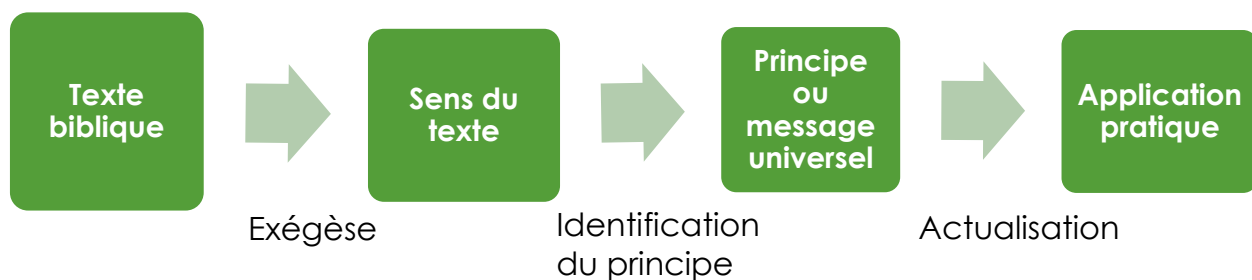 Texte
biblique
Sens du
texte
Principe
ou
message
universel
Application
pratique
Exégèse
Identification
du principe
Actualisation